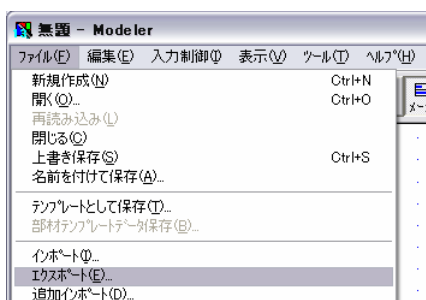 無題 - Modeler
ファイル(F) 編集(E) 入力制御(I) 表示(V) ツール(T) ヘルプ(H)
新規作成(N) Ctrl+N
開く(O)... Ctrl+O
再読み込み(L)
閉じる(C)
上書き保存(S) Ctrl+S
名前を付けて保存(A)...
テンプレートとして保存(T)...
部材テンプレートデータ保存(B)...
インポート(I)...
エクスポート(E)...
追加インポート(D)...